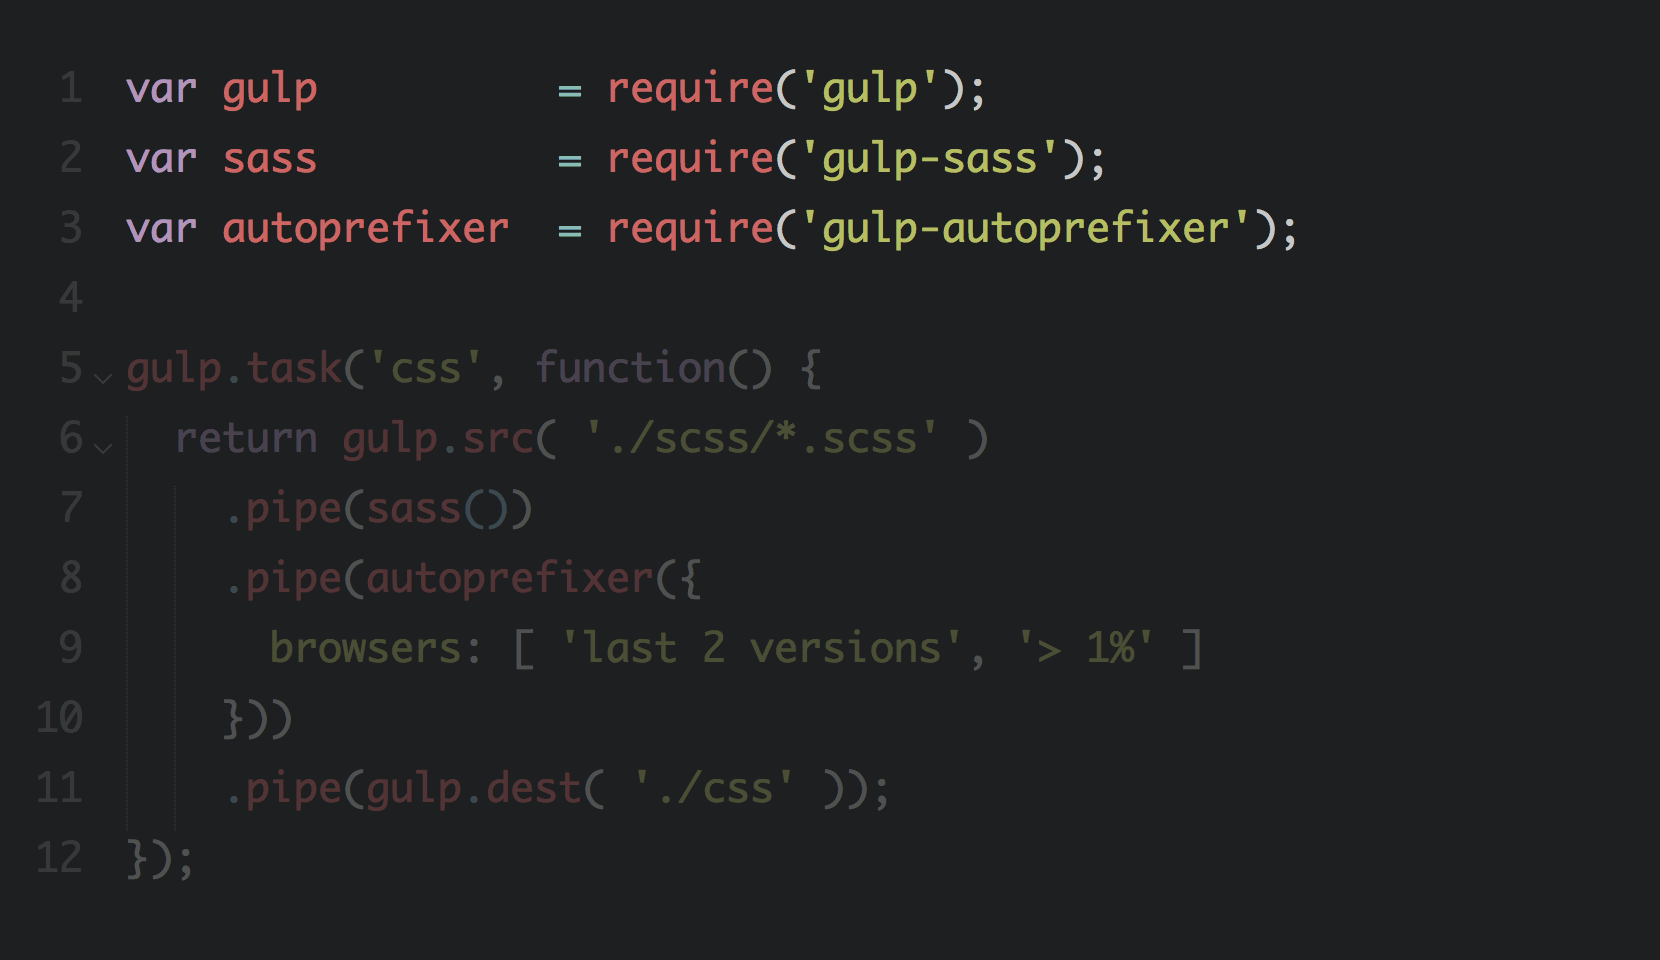 1 var gulp          = require('gulp');
2 var sass          = require('gulp-sass');
3 var autoprefixer  = require('gulp-autoprefixer');
4
5 gulp.task('css', function() {
6   return gulp.src( './scss/*.scss' )
7     .pipe(sass())
8     .pipe(autoprefixer({
9       browsers: [ 'last 2 versions', '> 1%' ]
10     }))
11     .pipe(gulp.dest( './css' ));
12 });